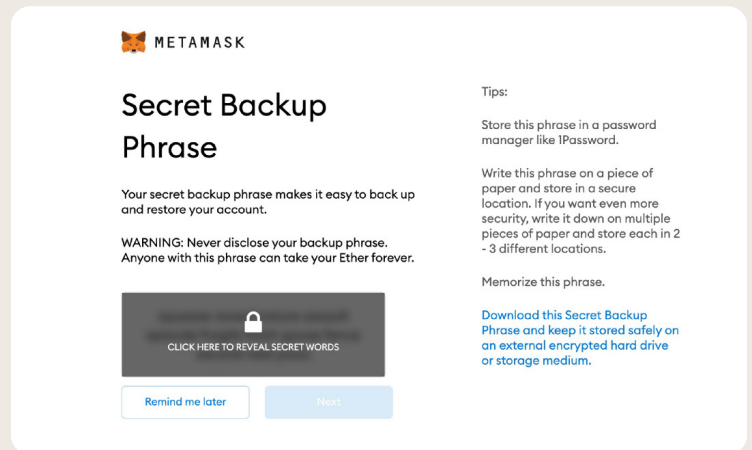 METAMASK
Secret Backup
Phrase
Your secret backup phrase makes it easy to back up
and restore your account.
WARNING: Never disclose your backup phrase.
Anyone with this phrase can take your Ether forever.
CLICK HERE TO REVEAL SECRET WORDS
Remind me later
Next
Tips:
Store this phrase in a password
manager like 1Password.
Write this phrase on a piece of
paper and store in a secure
location. If you want even more
security, write it down on multiple
pieces of paper and store each in 2
- 3 different locations.
Memorize this phrase.
Download this Secret Backup
Phrase and keep it stored safely on
an external encrypted hard drive
or storage medium.